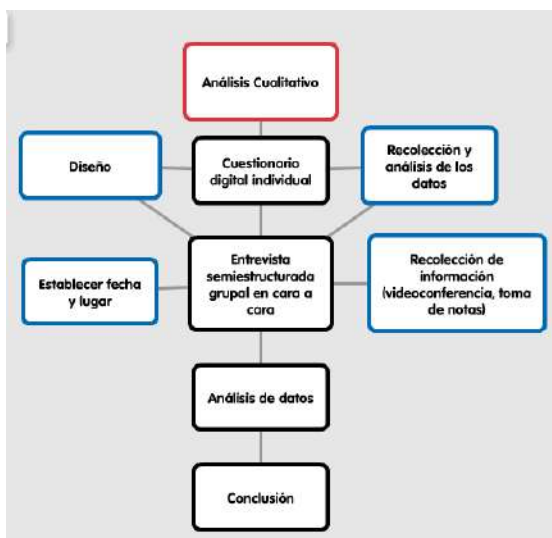 Análisis Cualitativo
Diseño
Cuestionario
digital individual
Recolección y
análisis de los
datos
Establecer fecha
y lugar
Entrevista
semiestructurada
grupal en cara a
cara
Recolección de
información
(videoconferencia, toma
de notas)
Análisis de datos
Conclusión